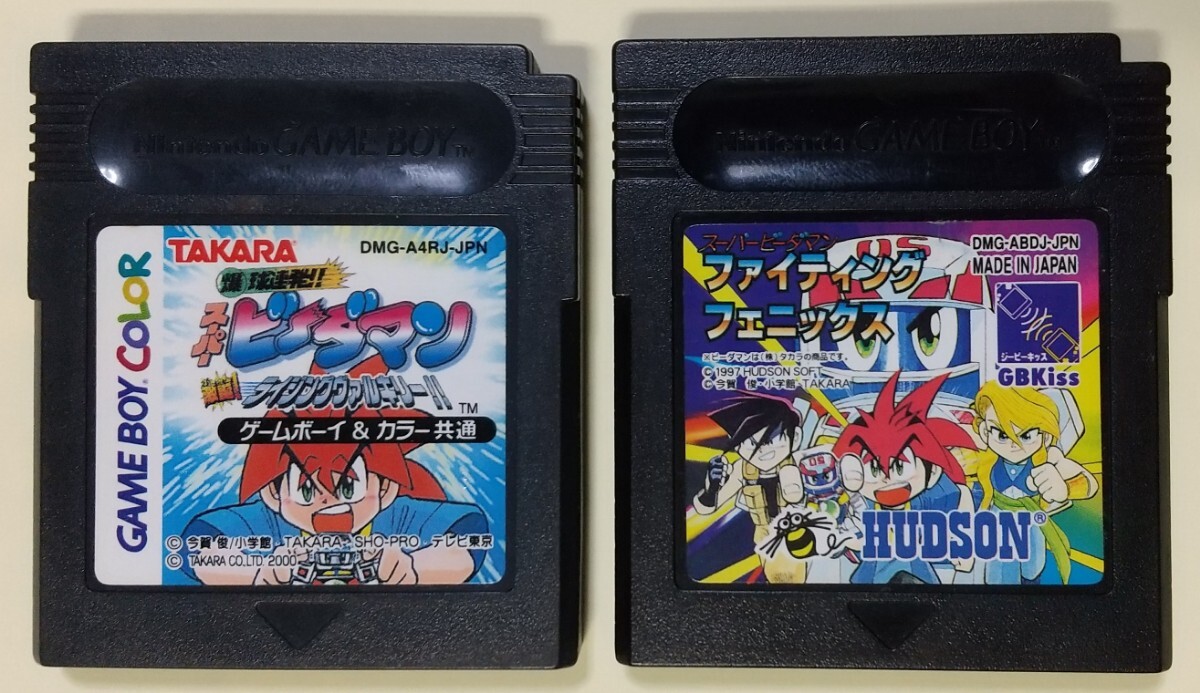 Nintendo GAME BOY TM
GAME BOY COLOR
TAKARA
DMG-A4RJ-JPN
爆球連発!!
スーパー
ビーダマン
激闘!
ライジングヴァルキリー!!
TM
ゲームボーイ & カラー共通
© 今賀 俊/小学館 TAKARA・SHO-PRO テレビ東京
© TAKARA CO.LTD. 2000
Nintendo GAME BOY
スーパービーダマン
ファイティング
フェニックス
DMG-ABDJ-JPN
MADE IN JAPAN
※ビーダマンは(株)タカラの商品です。
© 1997 HUDSON SOFT
© 今賀 俊・小学館・TAKARA
ジービーキッス
GBKiss
HUDSON®